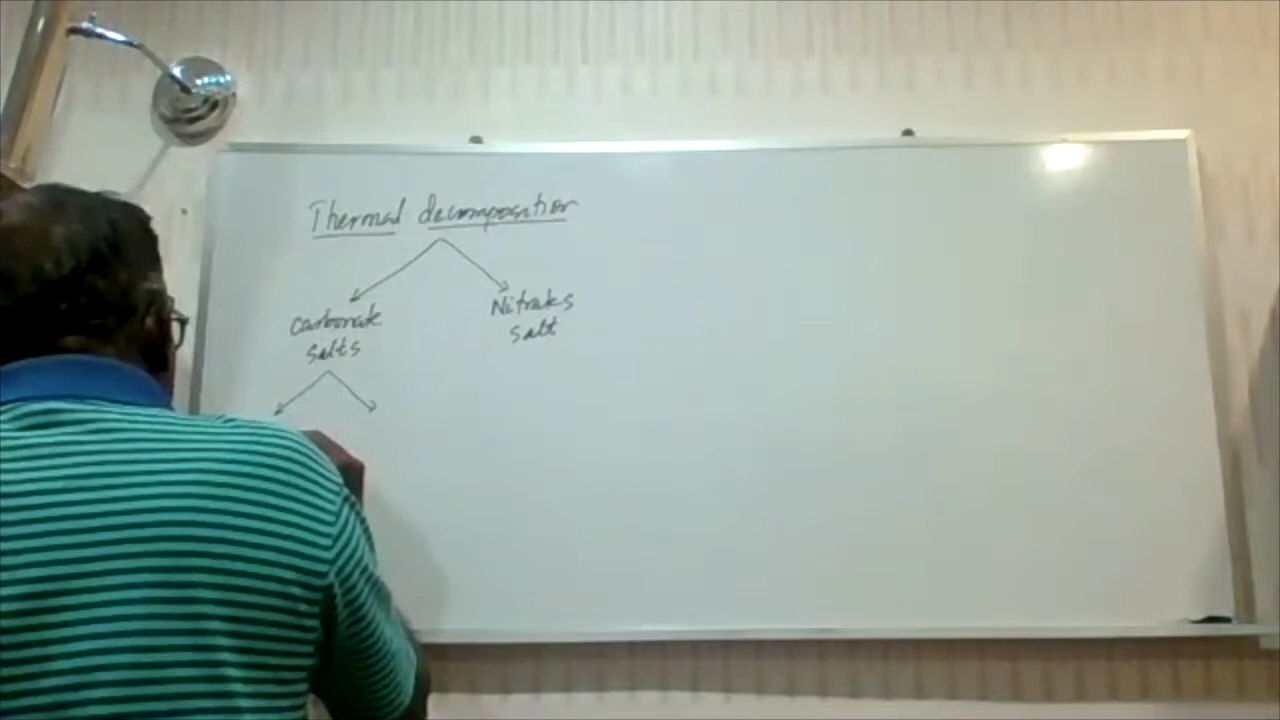 Thermal decomposition
Carbonate
salts
Nitrates
salt